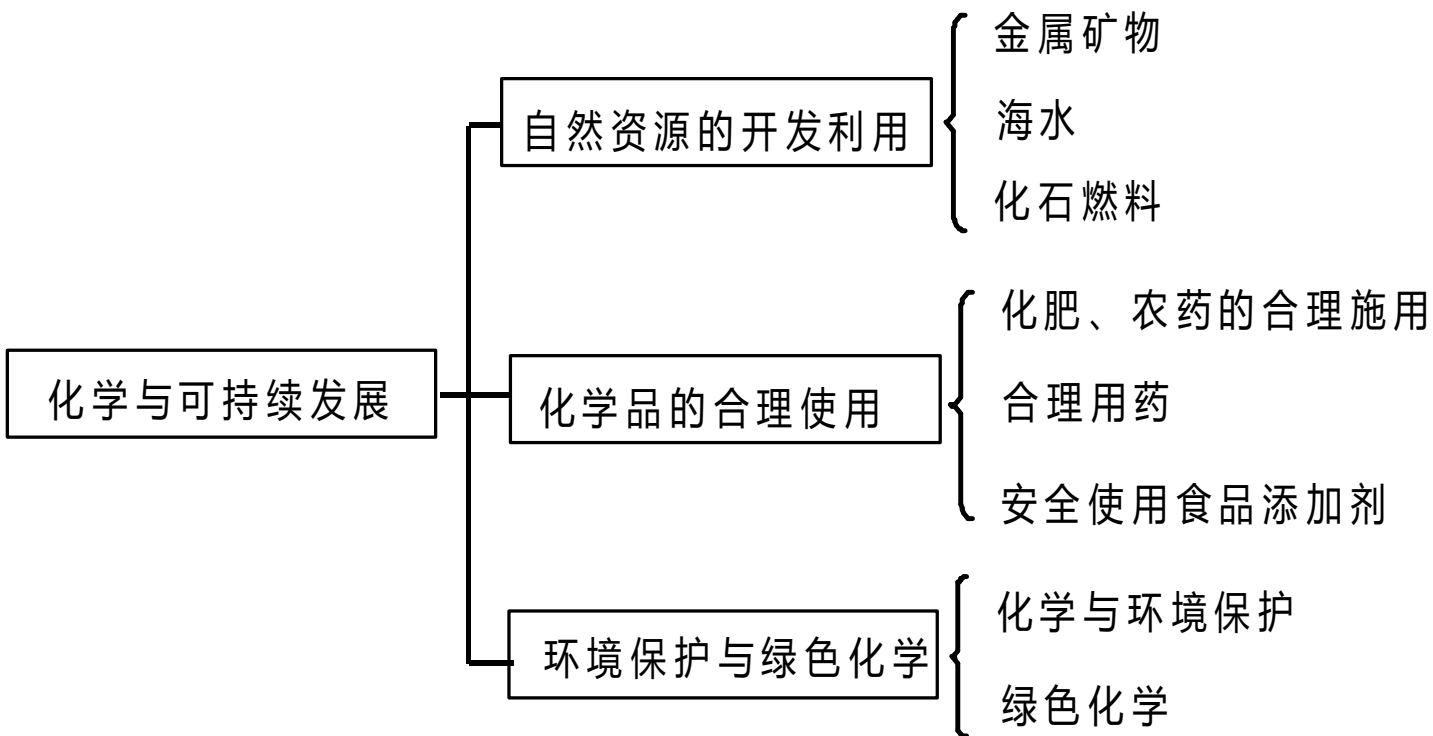 化学与可持续发展
自然资源的开发利用
金属矿物
海水
化石燃料
化学品的合理使用
化肥、农药的合理施用
合理用药
安全使用食品添加剂
环境保护与绿色化学
化学与环境保护
绿色化学